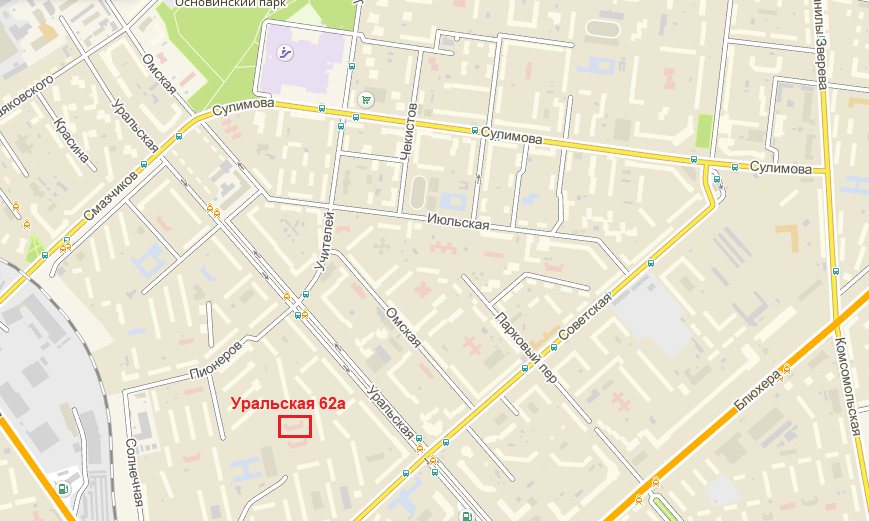 Основинский парк
Омская
Маяковского
Уральская
Красина
Сулимова
Чекистов
Сулимова
Сулимова
Данилы Зверева
Смазчиков
Июльская
Учителей
Омская
Парковый пер
Советская
Пионеров
Уральская
Блюхера
Комсомольская
Уральская 62а
Солнечная